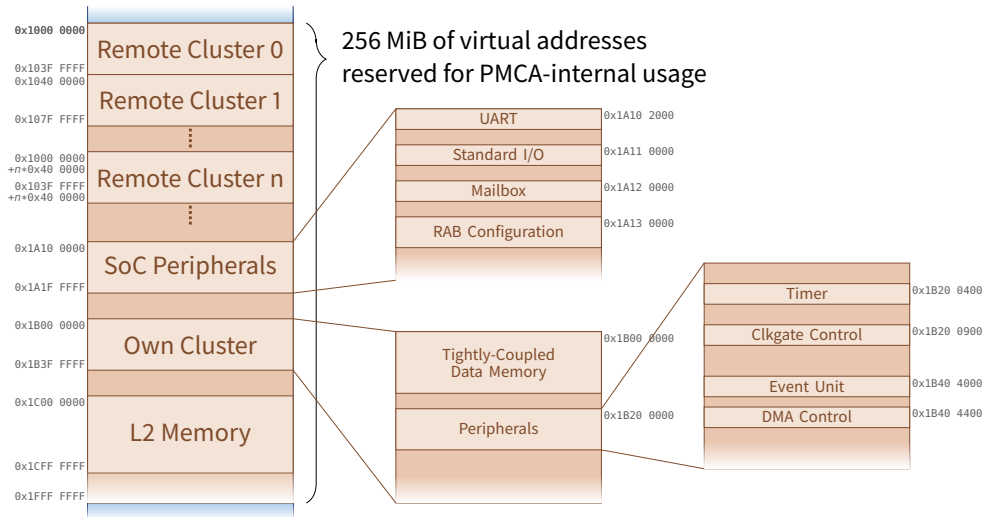 256 MiB of virtual addresses
reserved for PMCA-internal usage
0x1000 0000
Remote Cluster 0
0x103F FFFF
0x1040 0000
Remote Cluster 1
0x107F FFFF
0x1000 0000
+n*0x40 0000
Remote Cluster n
0x103F FFFF
+n*0x40 0000
0x1A10 0000
SoC Peripherals
0x1A1F FFFF
0x1B00 0000
Own Cluster
0x1B3F FFFF
0x1C00 0000
L2 Memory
0x1CFF FFFF
0x1FFF FFFF
UART
0x1A10 2000
Standard I/O
0x1A11 0000
Mailbox
0x1A12 0000
RAB Configuration
0x1A13 0000
0x1B00 0000
Tightly-Coupled
Data Memory
Peripherals
0x1B20 0000
Timer
0x1B20 0400
Clkgate Control
0x1B20 0900
Event Unit
0x1B40 4000
DMA Control
0x1B40 4400